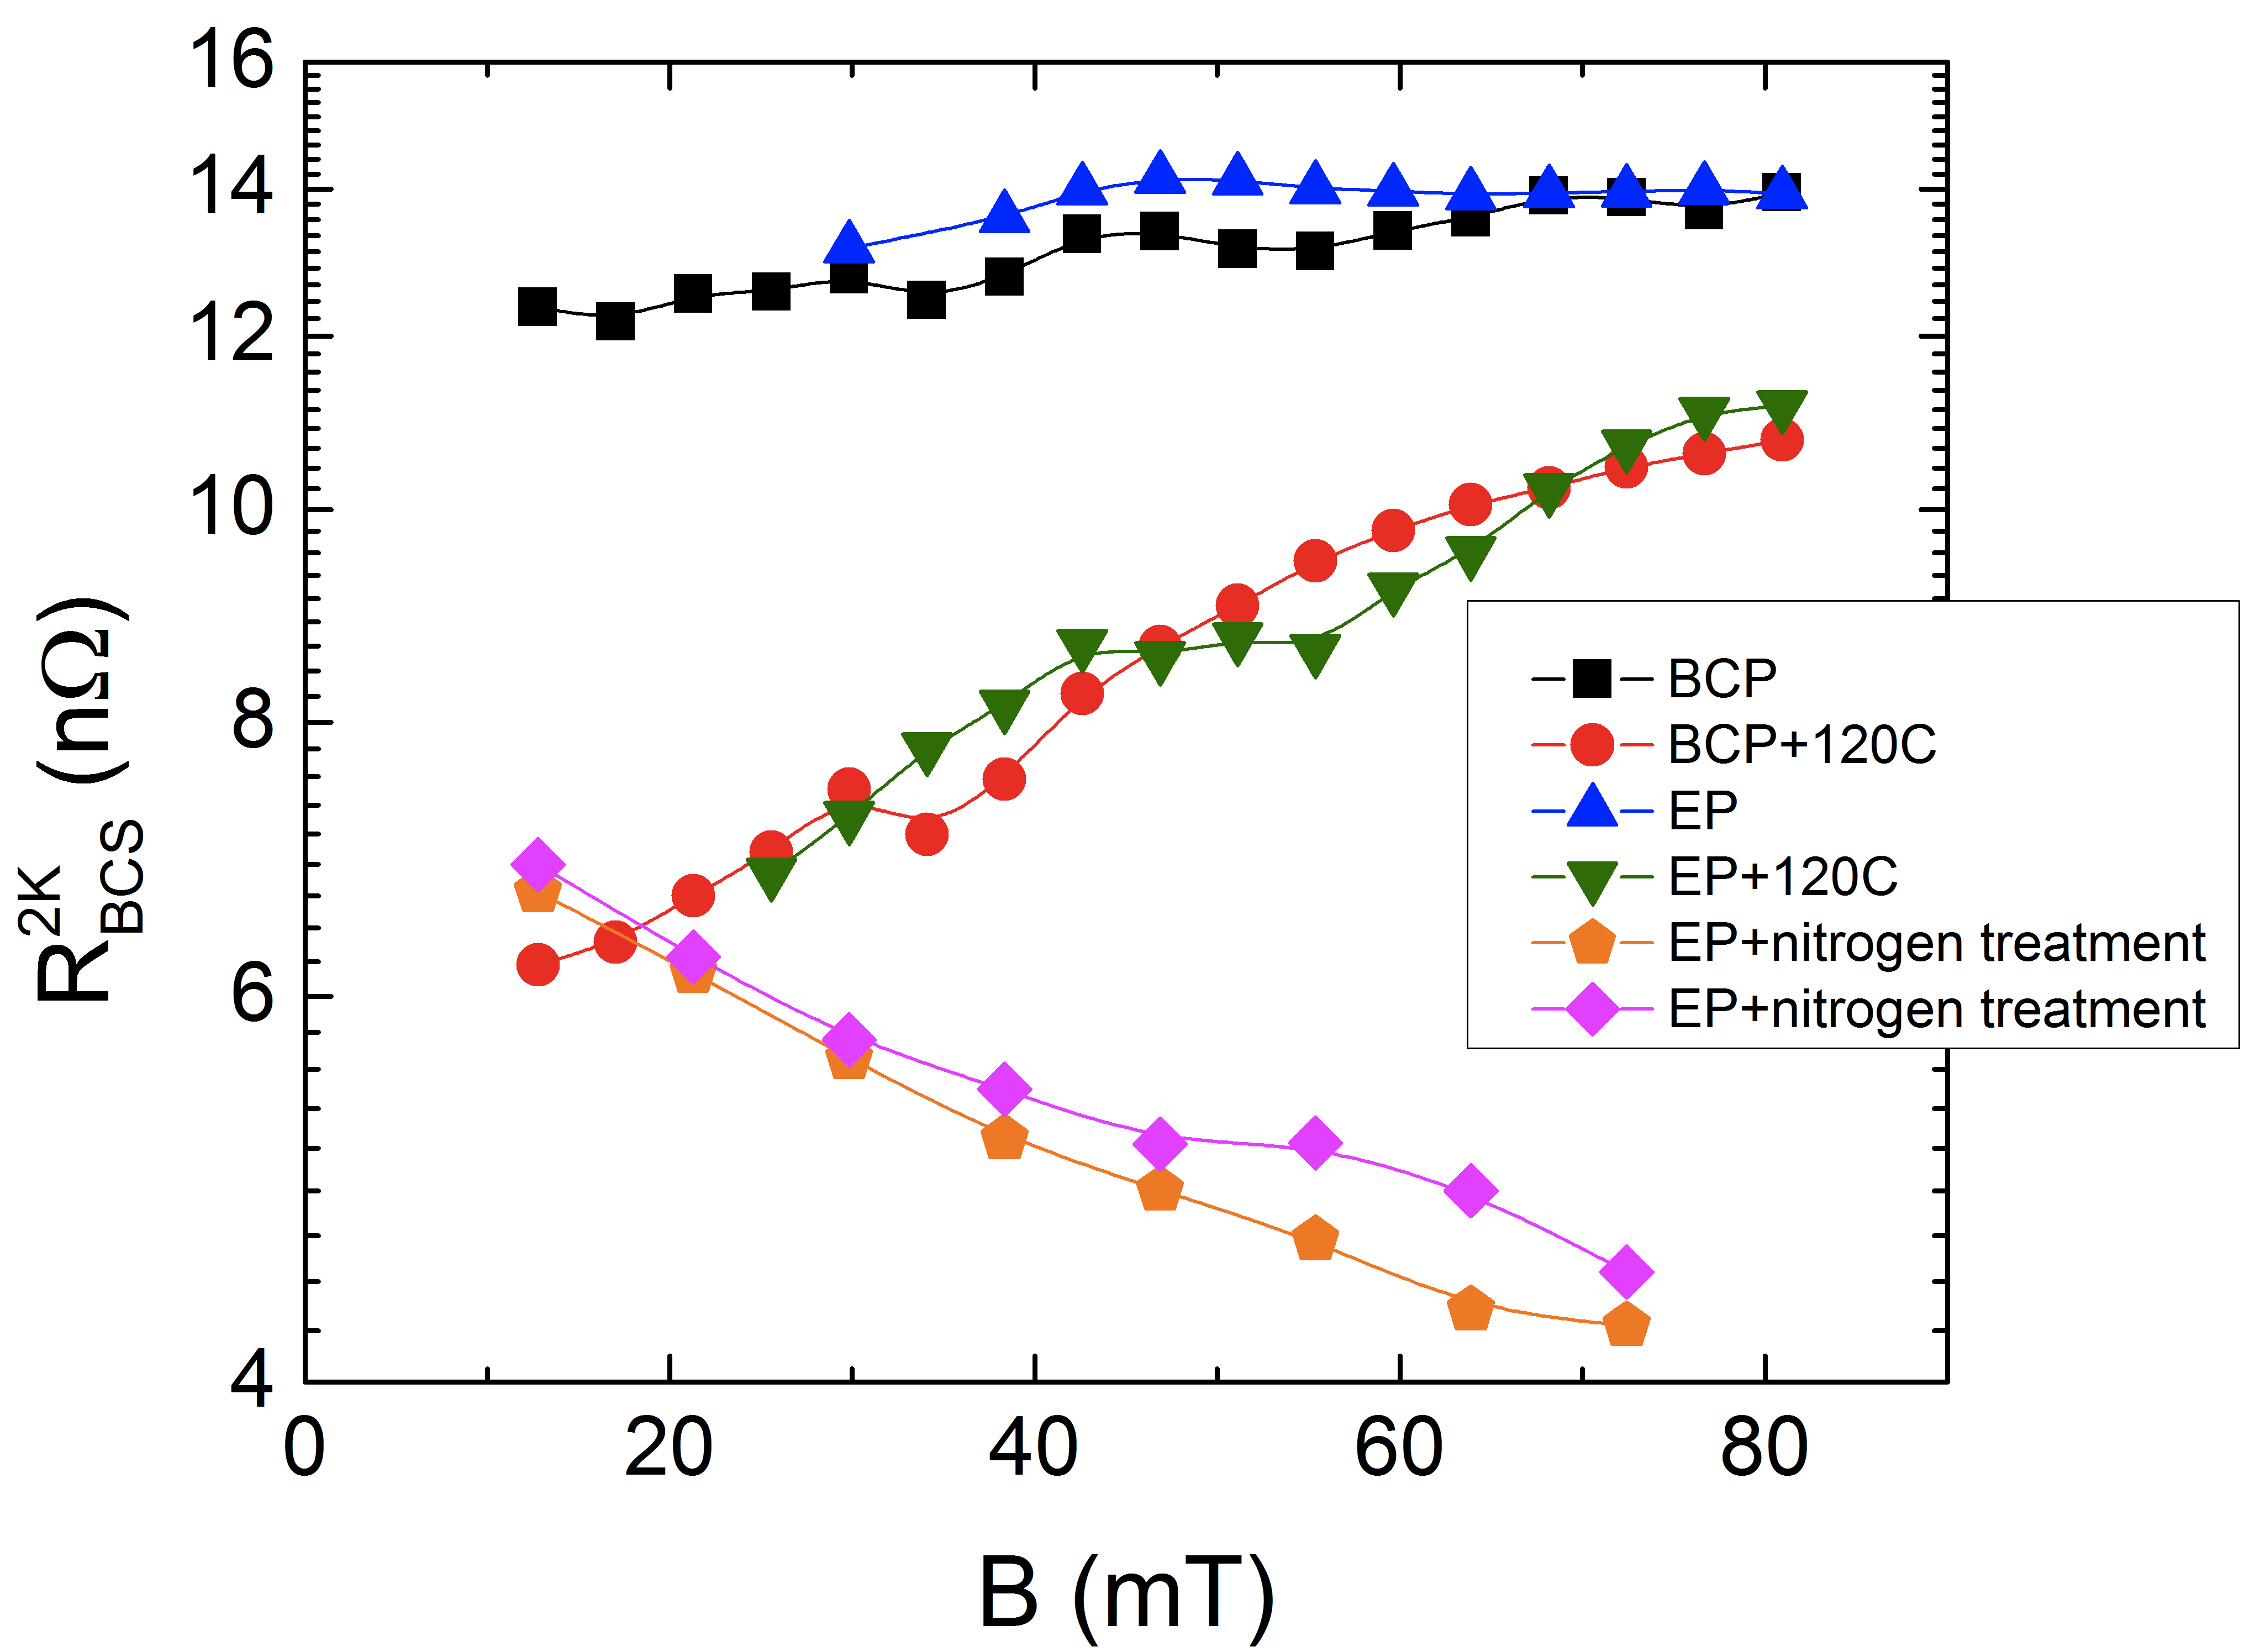 16
14
12
10
8
6
4
0
20
40
60
80
R2KBCS (nΩ)
B (mT)
BCP
BCP+120C
EP
EP+120C
EP+nitrogen treatment
EP+nitrogen treatment